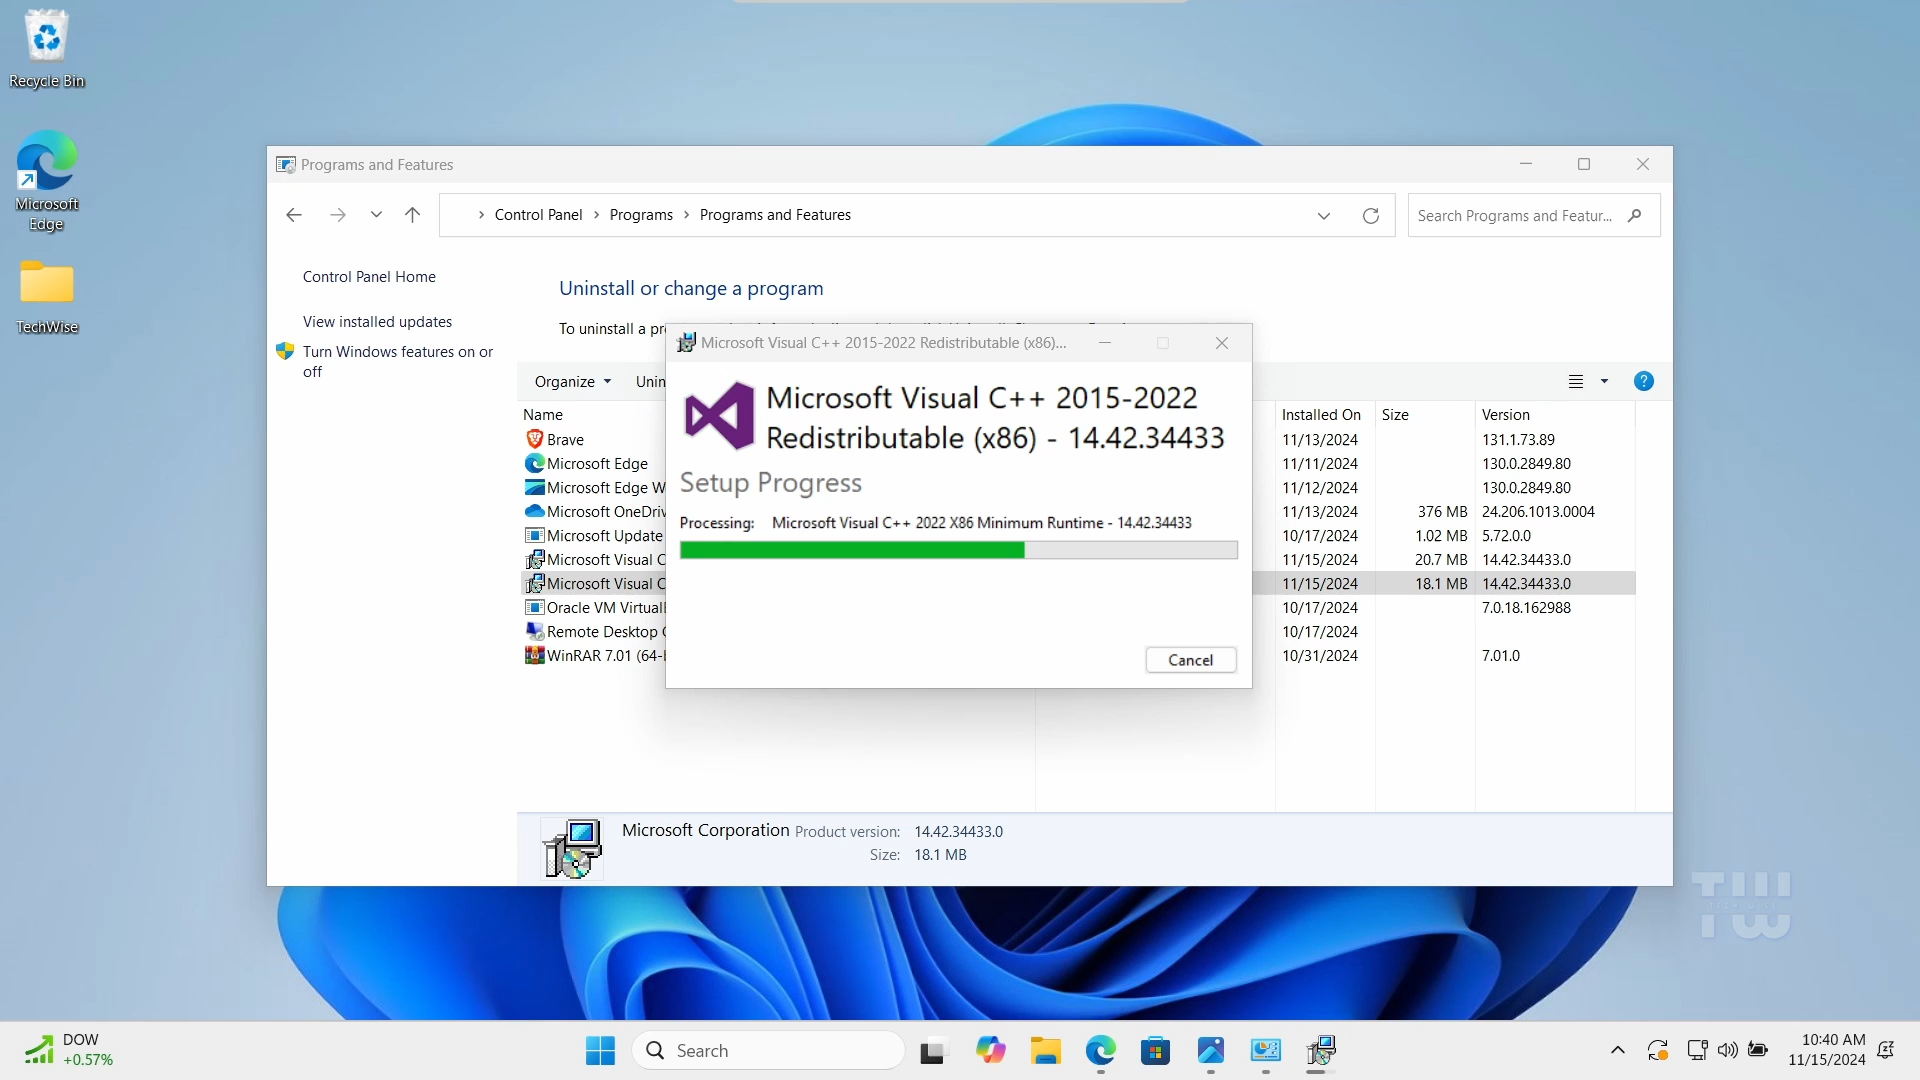 Recycle Bin
Microsoft
Edge
TechWise
Programs and Features
Control Panel
Programs
Programs and Features
Search Programs and Featur...
Control Panel Home
View installed updates
Turn Windows features on or
off
Uninstall or change a program
To uninstall a pr
Organize
Unin
Name
Installed On
Size
Version
Brave
11/13/2024
131.1.73.89
Microsoft Edge
11/11/2024
130.0.2849.80
Microsoft Edge W
11/12/2024
130.0.2849.80
Microsoft OneDriv
11/13/2024
376 MB
24.206.1013.0004
Microsoft Update
10/17/2024
1.02 MB
5.72.0.0
Microsoft Visual C
11/15/2024
20.7 MB
14.42.34433.0
Microsoft Visual C
11/15/2024
18.1 MB
14.42.34433.0
Oracle VM Virtual
10/17/2024
7.0.18.162988
Remote Desktop
10/17/2024
WinRAR 7.01 (64-
10/31/2024
7.01.0
Microsoft Visual C++ 2015-2022 Redistributable (x86)...
Microsoft Visual C++ 2015-2022
Redistributable (x86) - 14.42.34433
Setup Progress
Processing: Microsoft Visual C++ 2022 X86 Minimum Runtime - 14.42.34433
Cancel
Microsoft Corporation Product version: 14.42.34433.0
Size: 18.1 MB
TW
DOW
+0.57%
Search
10:40 AM
11/15/2024